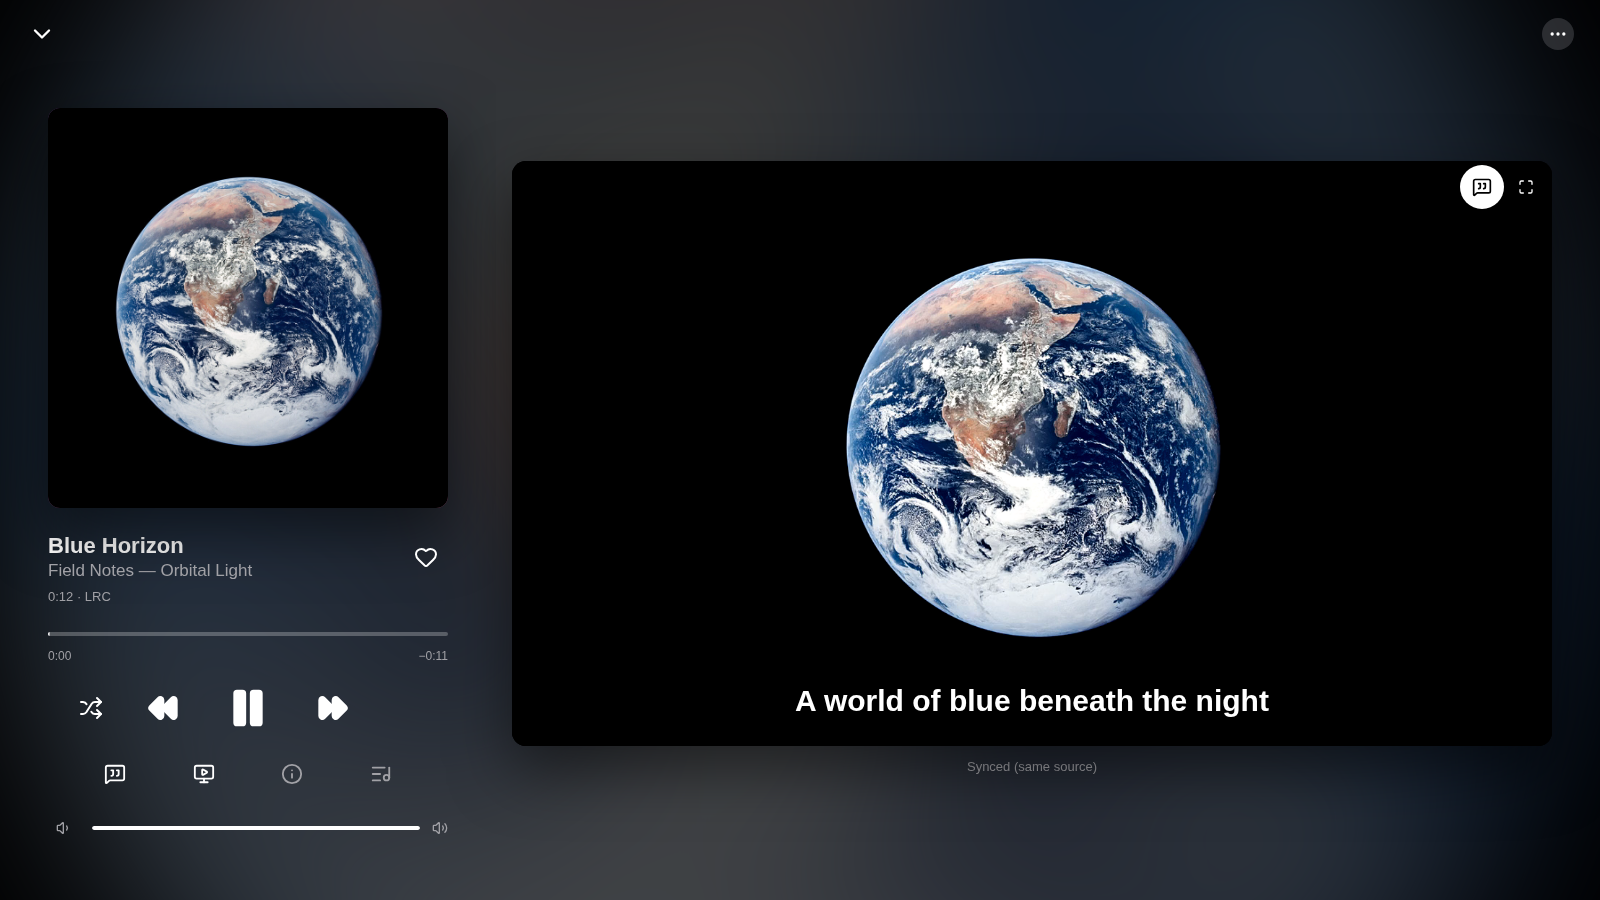 Blue Horizon
Field Notes — Orbital Light
0:12 · LRC
0:00
−0:11
A world of blue beneath the night
Synced (same source)